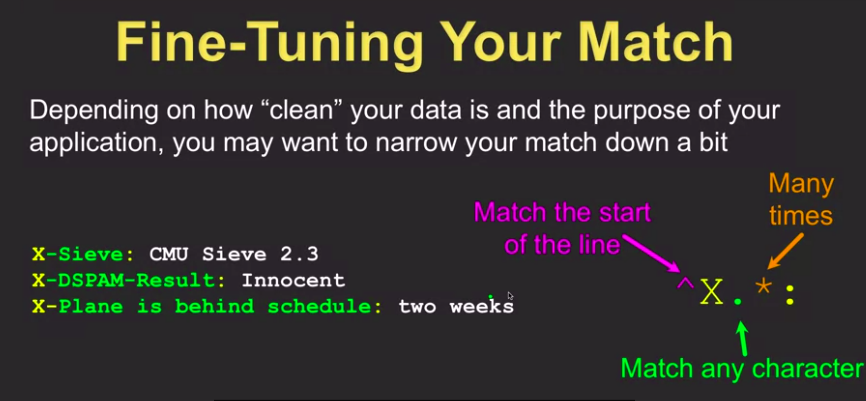 Fine-Tuning Your Match
Depending on how “clean” your data is and the purpose of your
application, you may want to narrow your match down a bit
Many
times
Match the start
of the line
X-Sieve: CMU Sieve 2.3
X-DSPAM-Result: Innocent
X-Plane is behind schedule: two weeks
^X.*:
Match any character